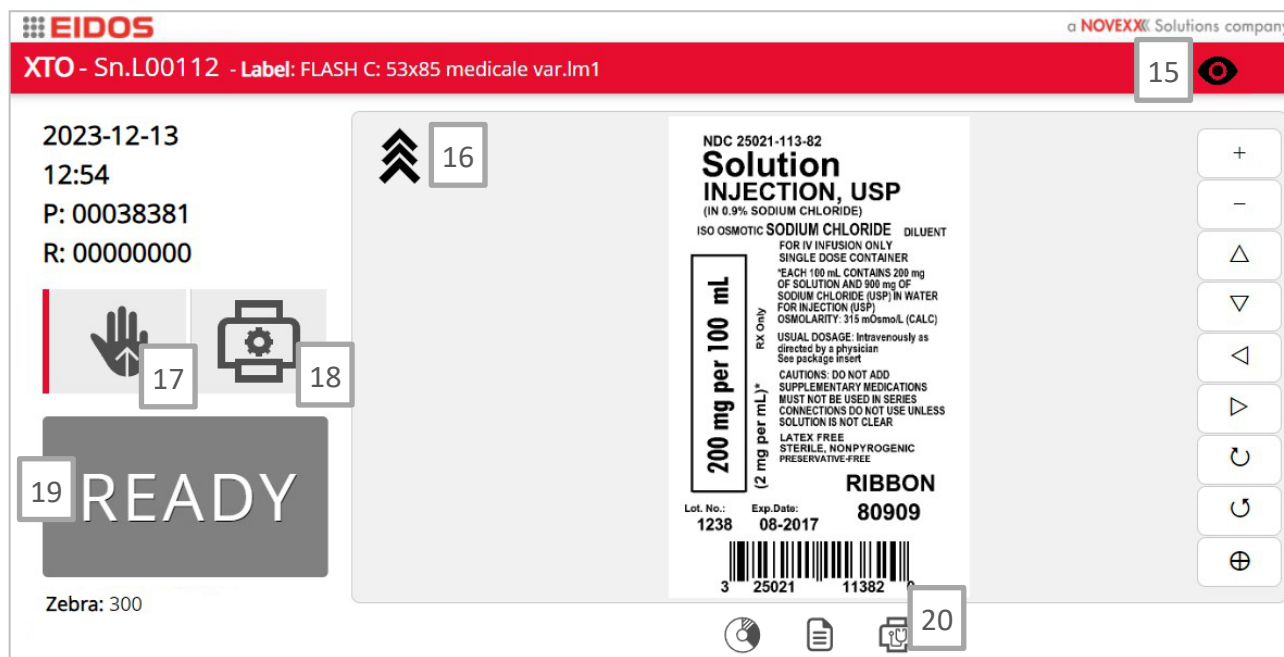 EIDOS
a NOVEXX Solutions company
XTO - Sn.L00112 - Label: FLASH C: 53x85 medicale var.lm1
15
2023-12-13
12:54
P: 00038381
R: 00000000
16
17
18
19
READY
Zebra: 300
NDC 25021-113-82
Solution
INJECTION, USP
(IN 0.9% SODIUM CHLORIDE)
ISO OSMOTIC SODIUM CHLORIDE DILUENT
FOR IV INFUSION ONLY
SINGLE DOSE CONTAINER
*EACH 100 mL CONTAINS 200 mg
OF SOLUTION AND 900 mg OF
SODIUM CHLORIDE (USP) IN WATER
FOR INJECTION (USP)
OSMOLARITY: 315 mOsmo/L (CALC)
USUAL DOSAGE: Intravenously as
directed by a physician
See package insert
CAUTIONS: DO NOT ADD
SUPPLEMENTARY MEDICATIONS
MUST NOT BE USED IN SERIES
CONNECTIONS DO NOT USE UNLESS
SOLUTION IS NOT CLEAR
LATEX FREE
STERILE, NONPYROGENIC
PRESERVATIVE-FREE
200 mg per 100 mL
(2 mg per mL)*
RX Only
RIBBON
80909
Lot. No.: Exp.Date:
1238 08-2017
3 25021 11382
20
+
−